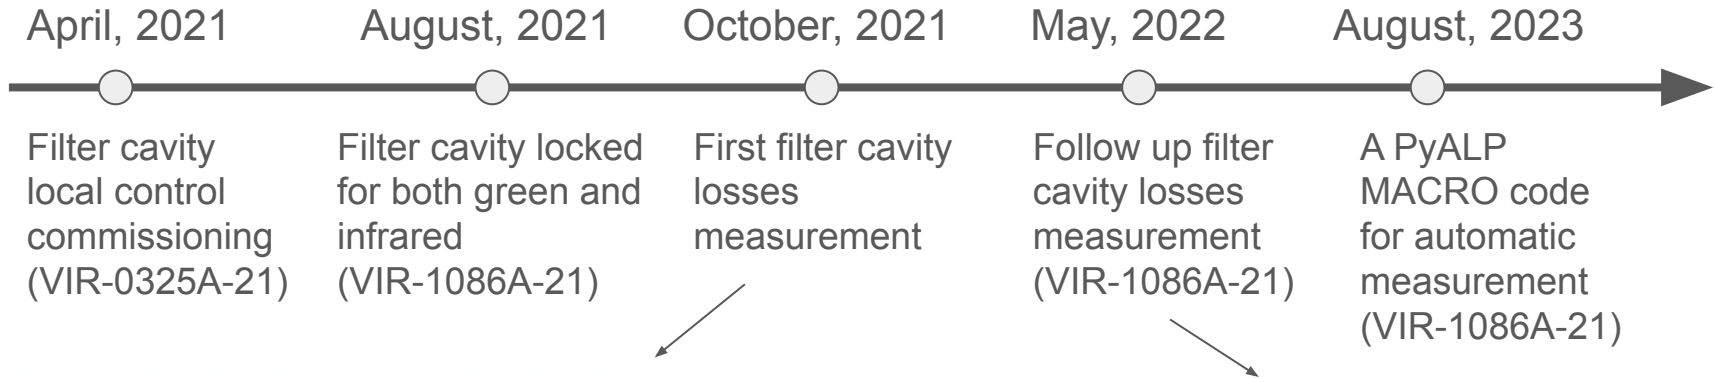 April, 2021
August, 2021
October, 2021
May, 2022
August, 2023
Filter cavity
local control
commissioning
(VIR-0325A-21)
Filter cavity locked
for both green and
infrared
(VIR-1086A-21)
First filter cavity
losses
measurement
Follow up filter
cavity losses
measurement
(VIR-1086A-21)
A PyALP
MACRO code
for automatic
measurement
(VIR-1086A-21)